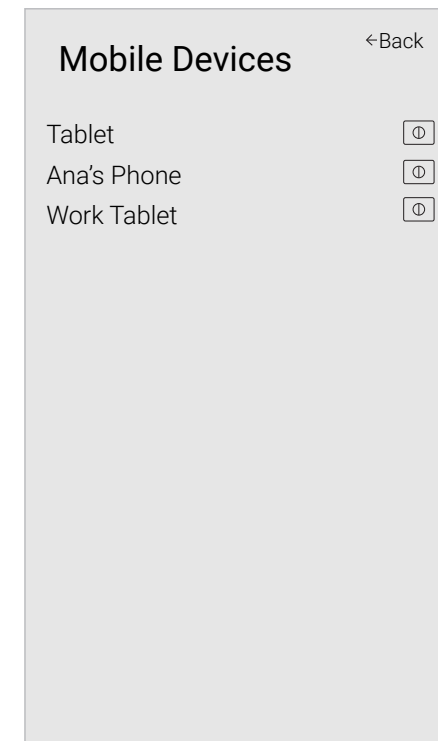 Mobile Devices
←Back
Tablet
Ana’s Phone
Work Tablet